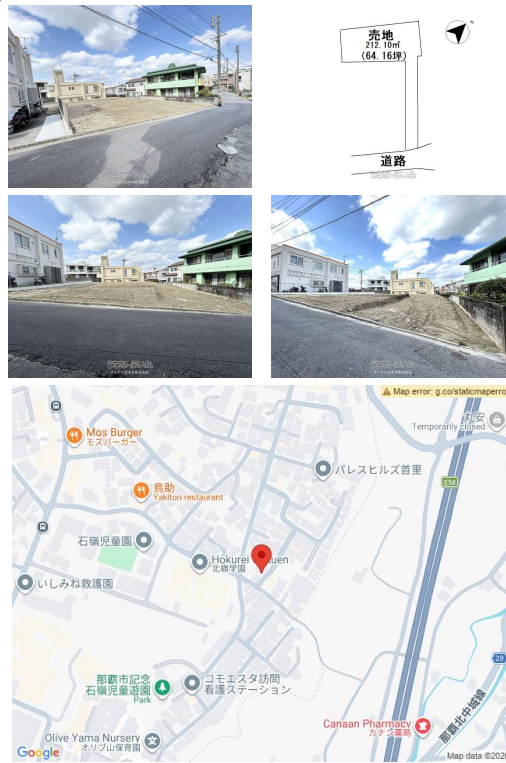 売地
212.10㎡
(64.16坪)
道路
Map error: g.co/staticmaperro
丸安
Temporarily closed
Mos Burger
モスバーガー
パレスヒルズ首里
E58
鳥助
Yakitori restaurant
石嶺児童園
Hokurei
uen
北嶺学園
いしみね救護園
29
那覇市記念
石嶺児童遊園
Park
コモエスタ訪問
看護ステーション
那覇北中城線
Canaan Pharmacy
カナン薬局
Olive Yama Nursery
オリブ山保育園
Google
Map data ©202